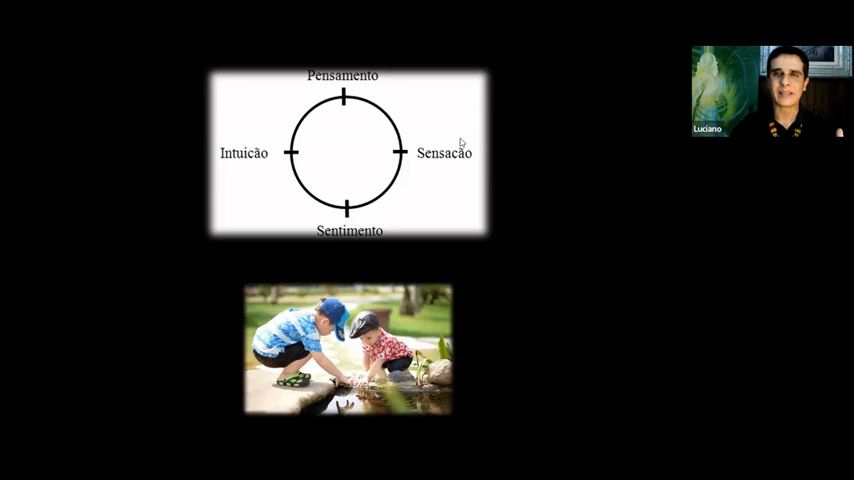 Pensamento
Intuicão
Sensacão
Sentimento
Luciano